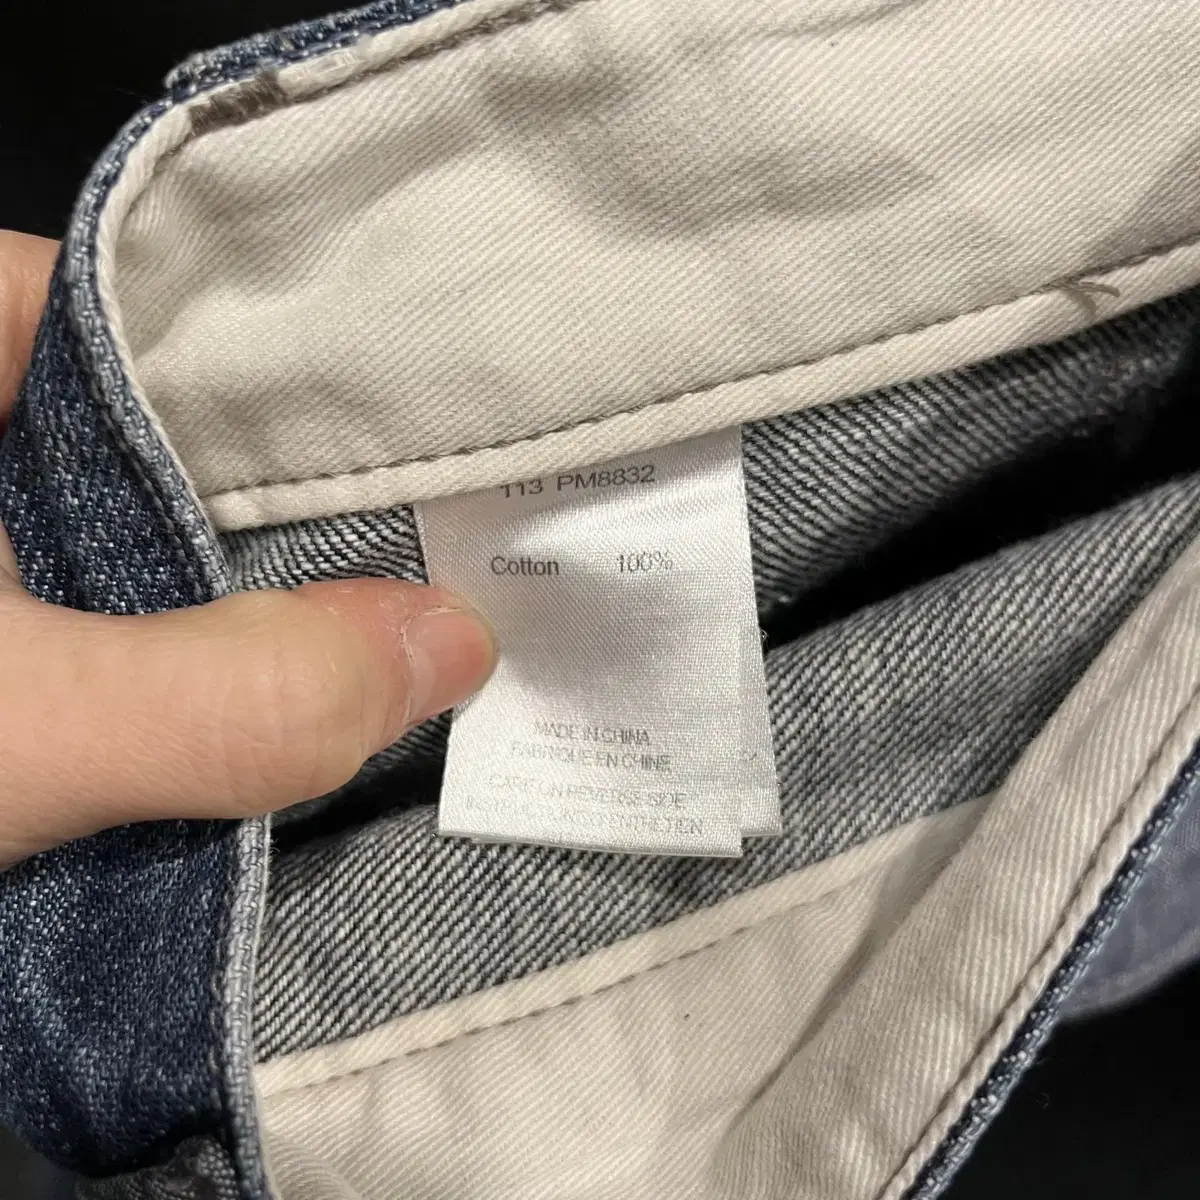 113 PM8832
Cotton 100%
MADE IN CHINA
FABRIQUE EN CHINE
CARE ON REVERSE SIDE